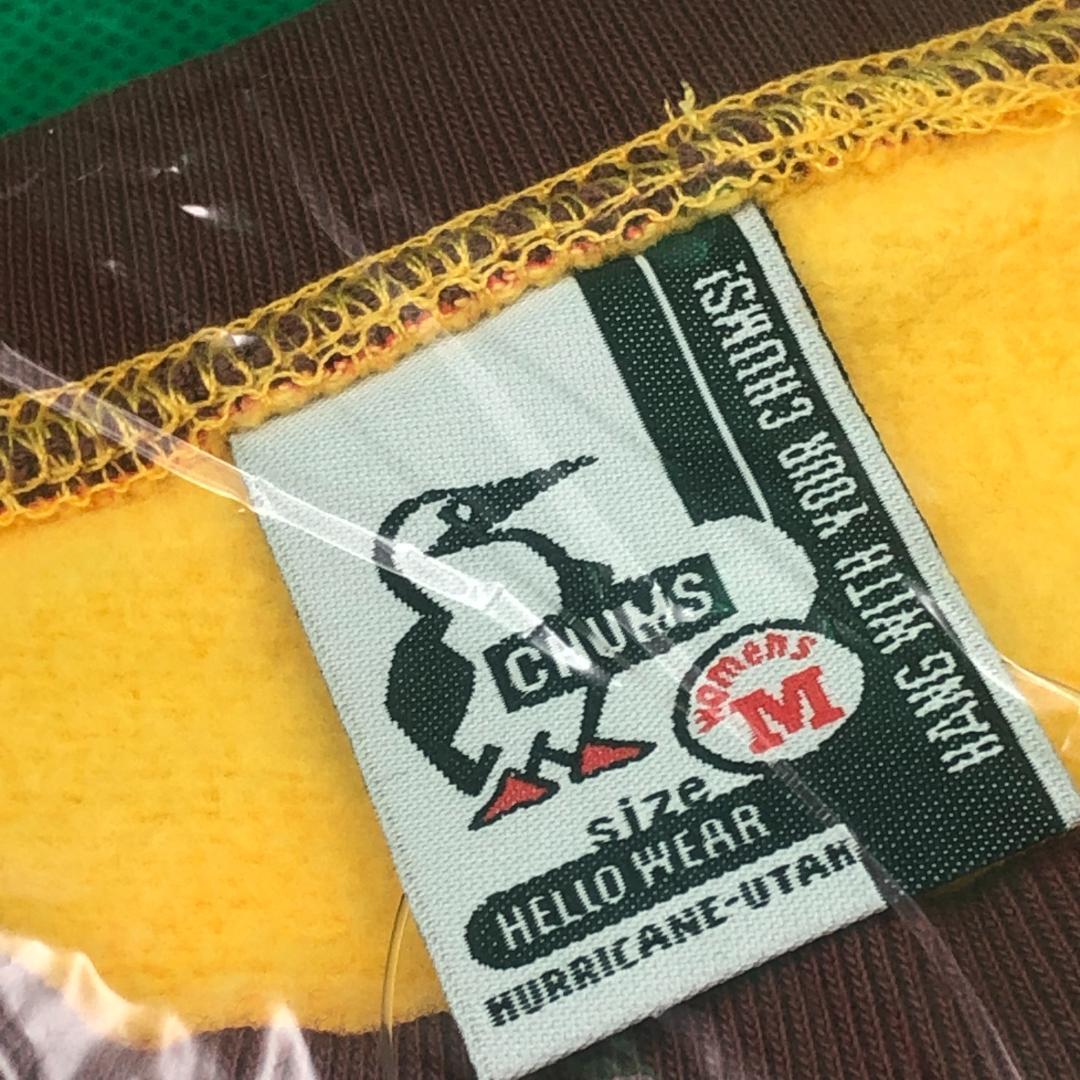 CHUMS
Womens
M
size
HELLO WEAR
HURRICANE-UTAH
HANG WITH YOUR CHUMS!